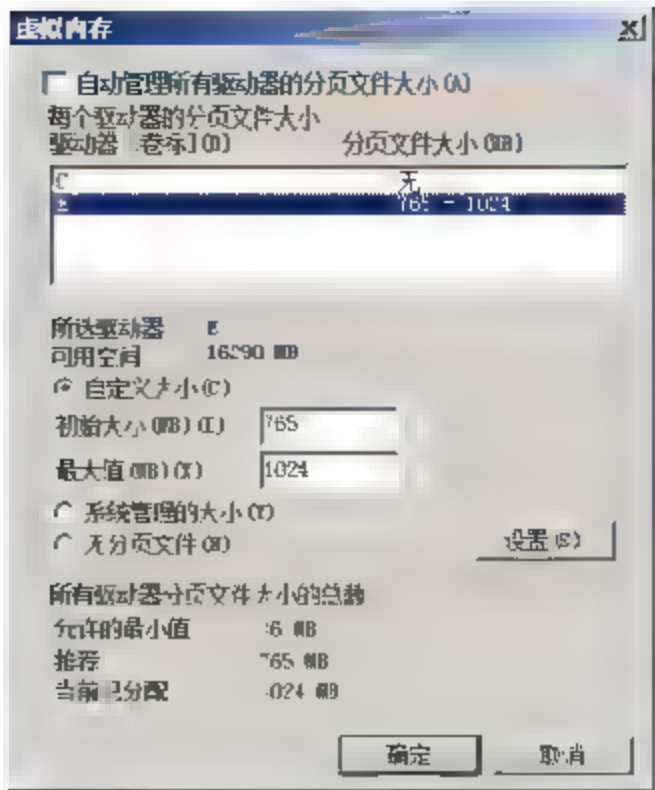 虚拟内存
自动管理所有驱动器的分页文件大小(A)
每个驱动器的分页文件大小
驱动器 [卷标](D) 分页文件大小(MB)
C 无
765 - 1024
所选驱动器 E
可用空间 16290 MB
自定义大小(C)
初始大小(MB)(I) 765
最大值(MB)(X) 1024
系统管理的大小(Y)
无分页文件(N)
设置(S)
所有驱动器分页文件大小的总数
允许的最小值 MB
推荐 765 MB
当前已分配 MB
确定 取消